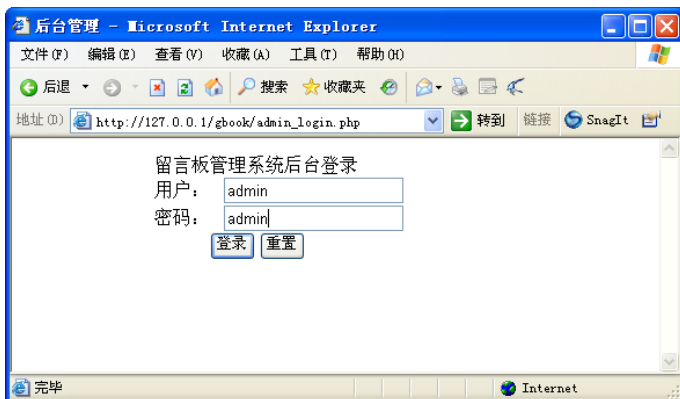 后台管理 - Microsoft Internet Explorer
文件(F) 编辑(E) 查看(V) 收藏(A) 工具(T) 帮助(H)
后退 搜索 收藏夹
地址(D) http://127.0.0.1/gbook/admin_login.php 转到 链接 SnagIt
留言板管理系统后台登录
用户： admin
密码： admin
登录 重置
完毕 Internet